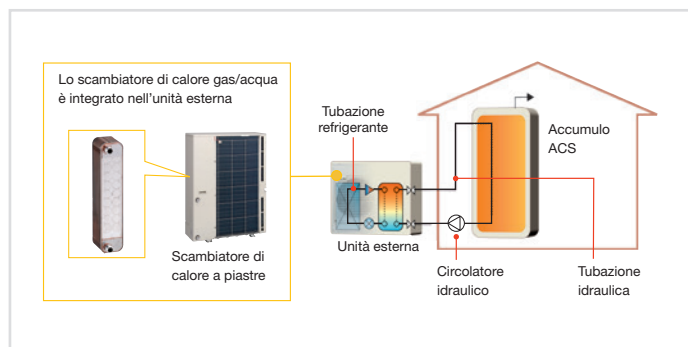 Lo scambiatore di calore gas/acqua
è integrato nell'unità esterna
Scambiatore di
calore a piastre
Tubazione
refrigerante
Unità esterna
Accumulo
ACS
Circolatore
idraulico
Tubazione
idraulica